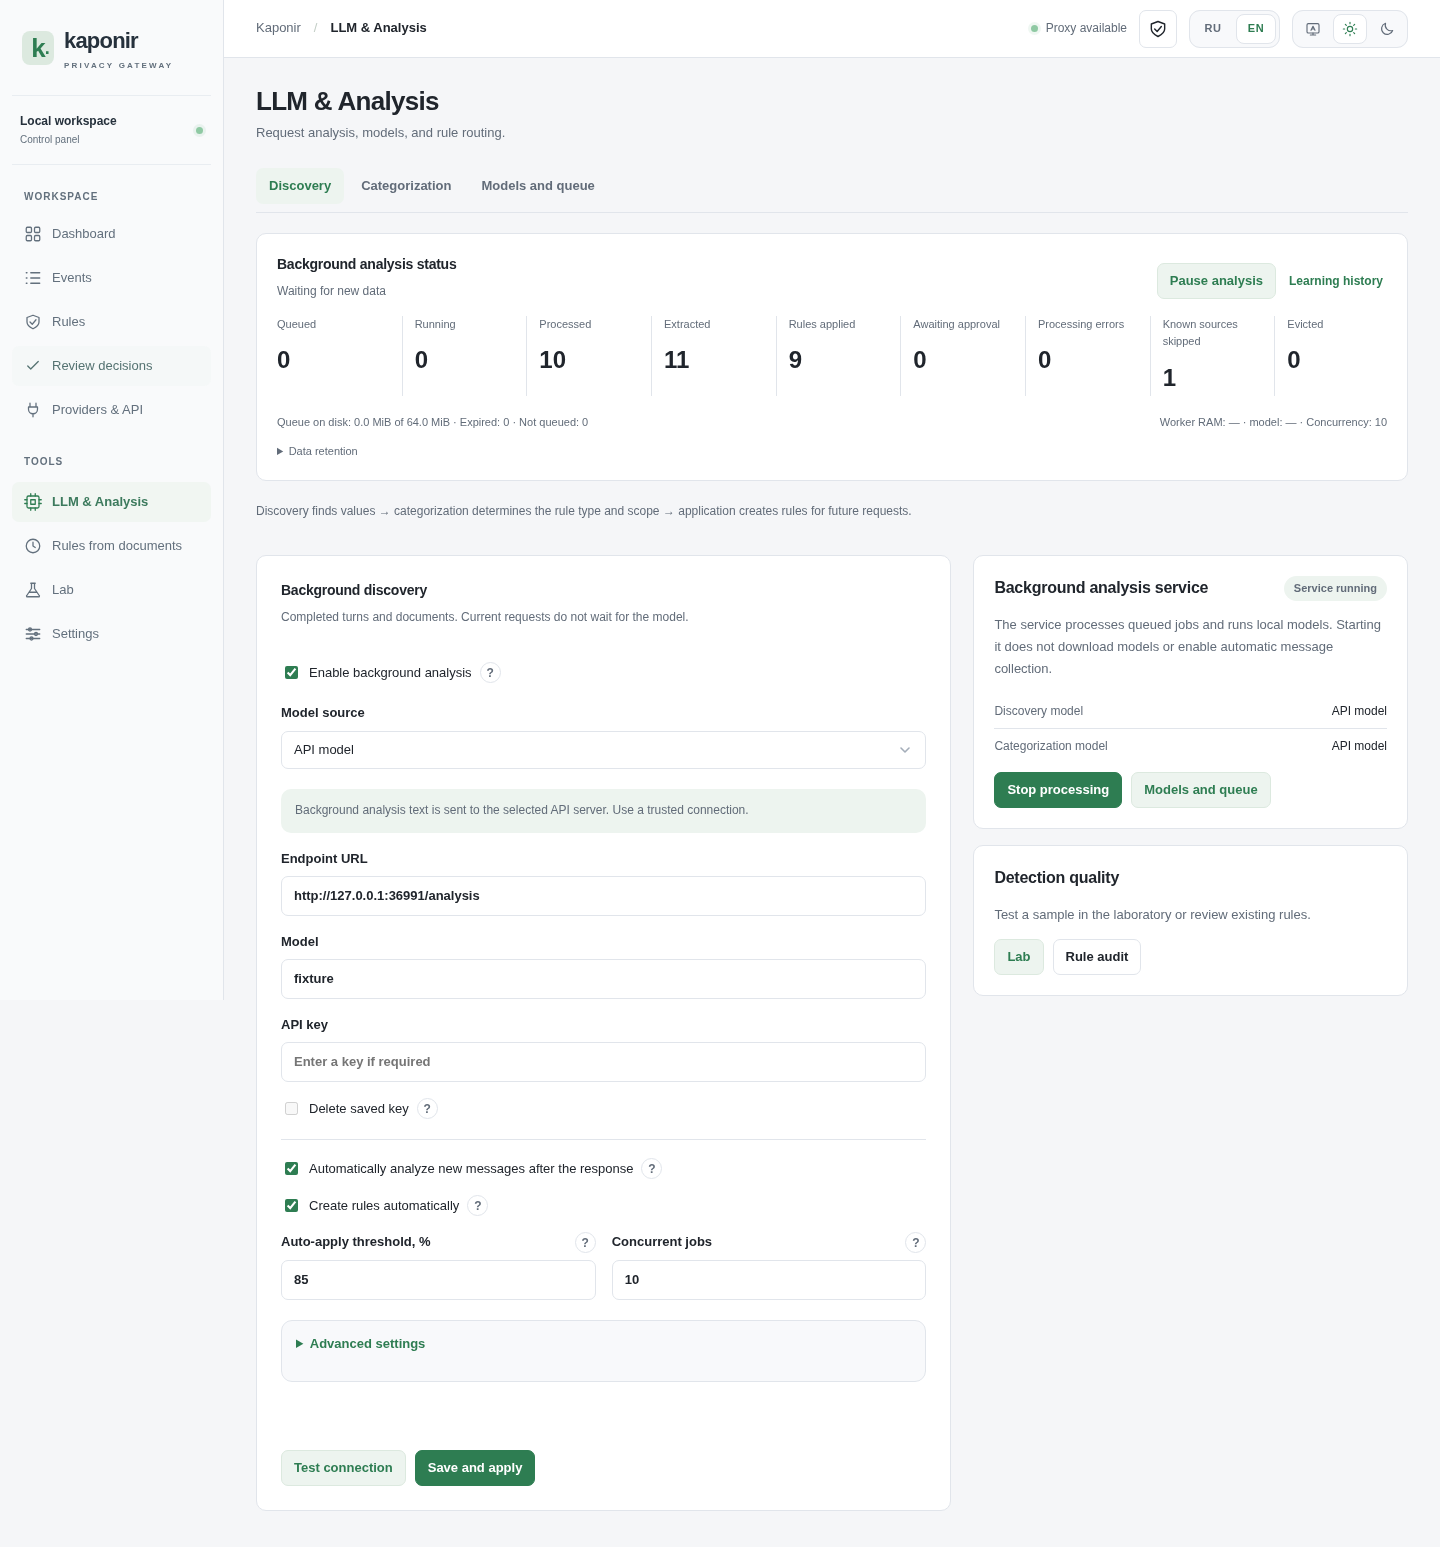 k.
kaponir
PRIVACY GATEWAY
Local workspace
Control panel
WORKSPACE
Dashboard
Events
Rules
Review decisions
Providers & API
TOOLS
LLM & Analysis
Rules from documents
Lab
Settings
Kaponir / LLM & Analysis
Proxy available
RU EN
LLM & Analysis
Request analysis, models, and rule routing.
Discovery Categorization Models and queue
Background analysis status
Waiting for new data
Pause analysis Learning history
Queued
0
Running
0
Processed
10
Extracted
11
Rules applied
9
Awaiting approval
0
Processing errors
0
Known sources
skipped
1
Evicted
0
Queue on disk: 0.0 MiB of 64.0 MiB · Expired: 0 · Not queued: 0
Worker RAM: — · model: — · Concurrency: 10
Data retention
Discovery finds values → categorization determines the rule type and scope → application creates rules for future requests.
Background discovery
Completed turns and documents. Current requests do not wait for the model.
Enable background analysis ?
Model source
API model
Background analysis text is sent to the selected API server. Use a trusted connection.
Endpoint URL
http://127.0.0.1:36991/analysis
Model
fixture
API key
Enter a key if required
Delete saved key ?
Automatically analyze new messages after the response ?
Create rules automatically ?
Auto-apply threshold, % ?
85
Concurrent jobs ?
10
Advanced settings
Test connection Save and apply
Background analysis service
Service running
The service processes queued jobs and runs local models. Starting
it does not download models or enable automatic message
collection.
Discovery model API model
Categorization model API model
Stop processing Models and queue
Detection quality
Test a sample in the laboratory or review existing rules.
Lab Rule audit